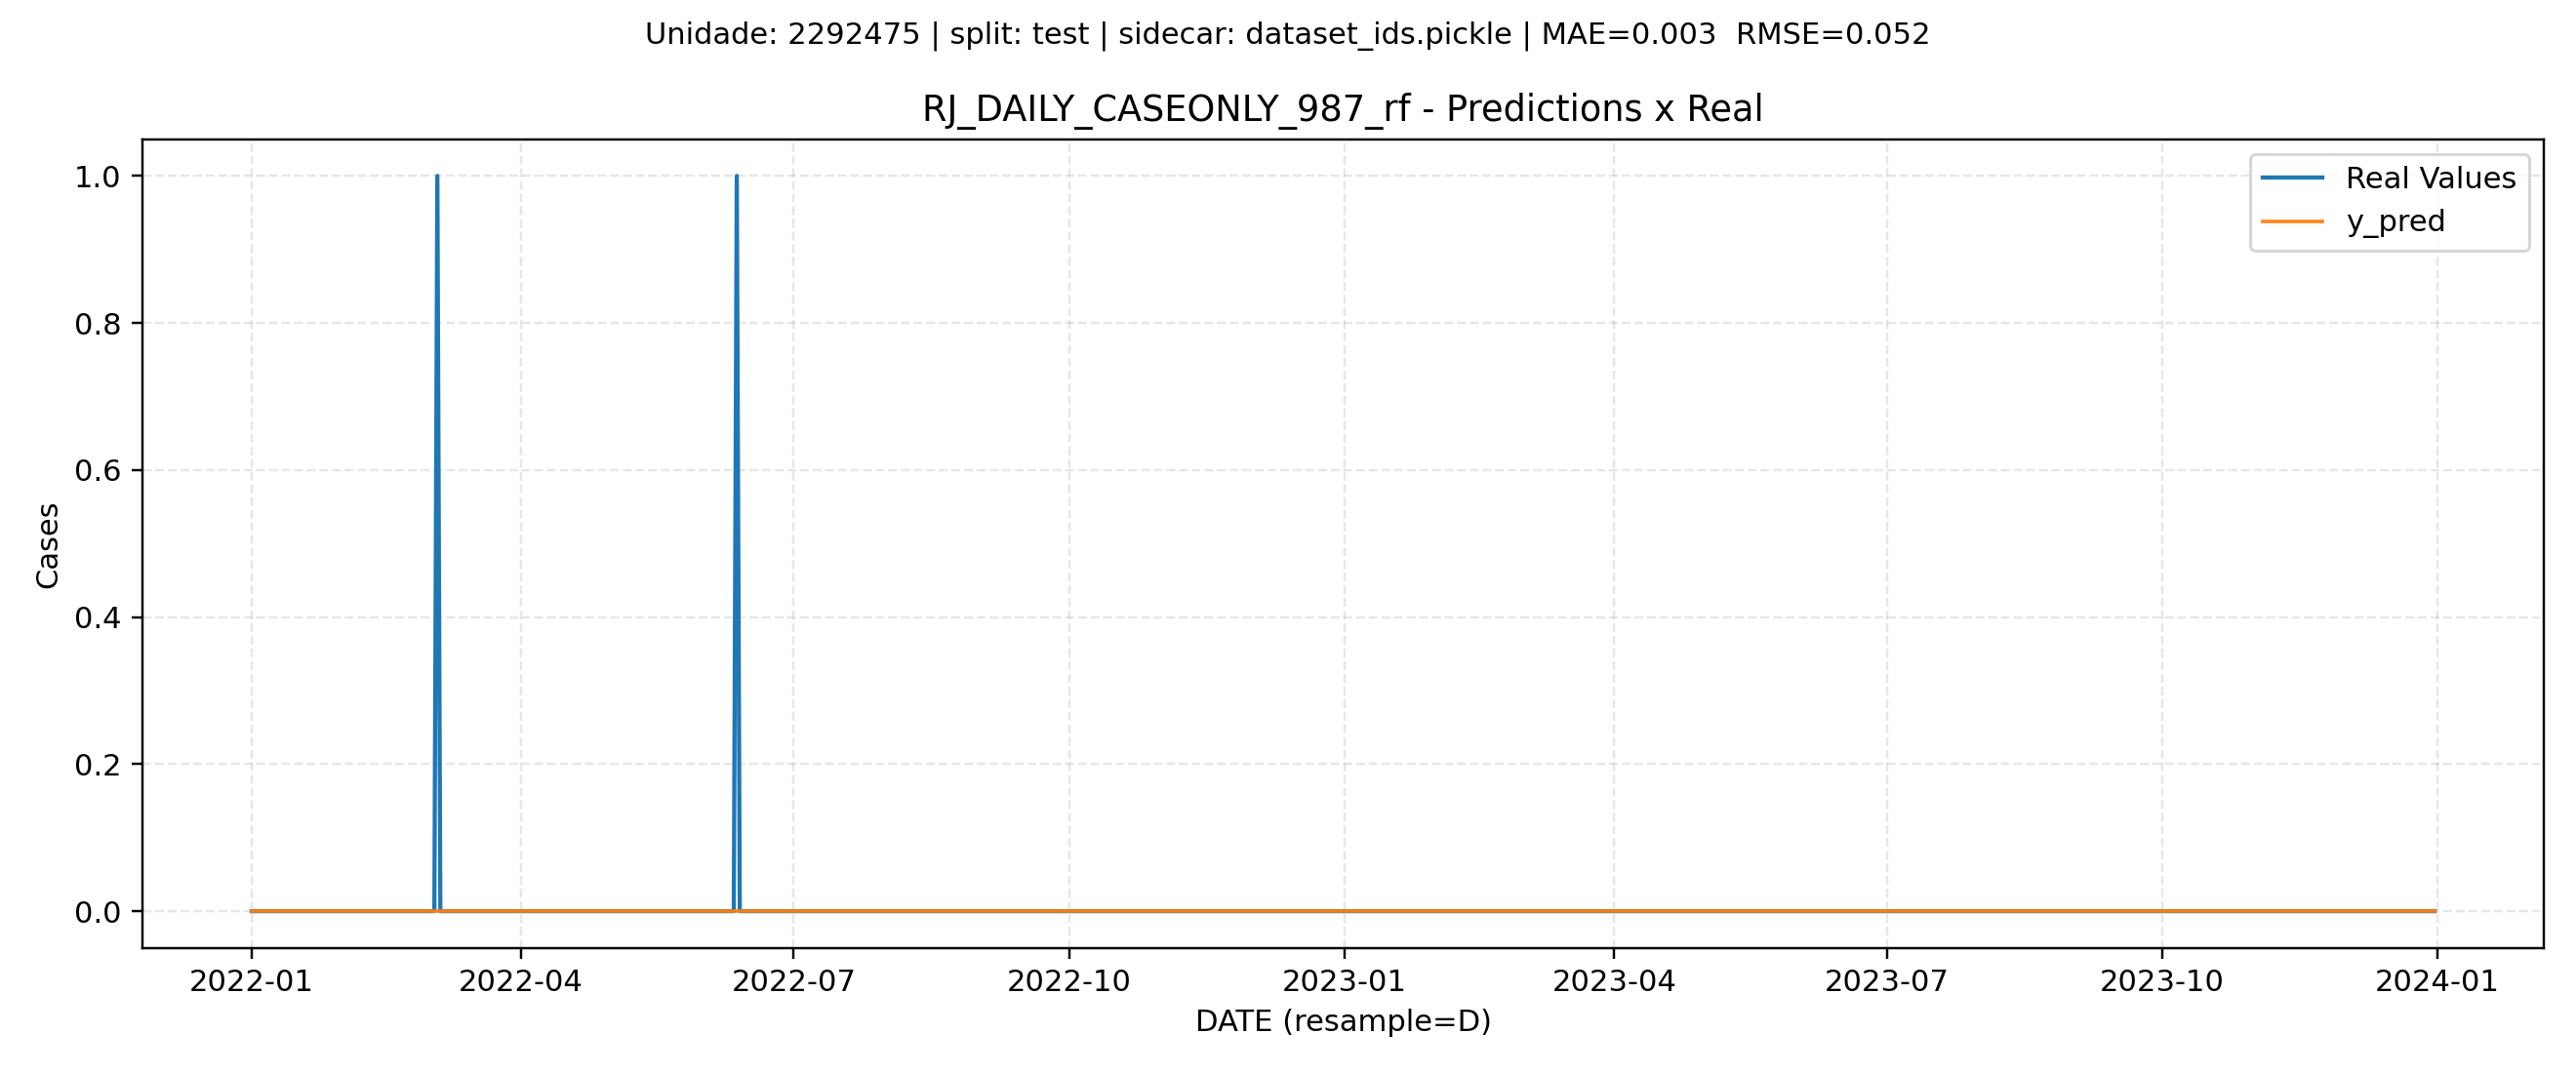 Unidade: 2292475 | split: test | sidecar: dataset_ids.pickle | MAE=0.003  RMSE=0.052
RJ_DAILY_CASEONLY_987_rf - Predictions x Real
Real Values
y_pred
1.0
0.8
0.6
0.4
0.2
0.0
Cases
2022-01
2022-04
2022-07
2022-10
2023-01
2023-04
2023-07
2023-10
2024-01
DATE (resample=D)